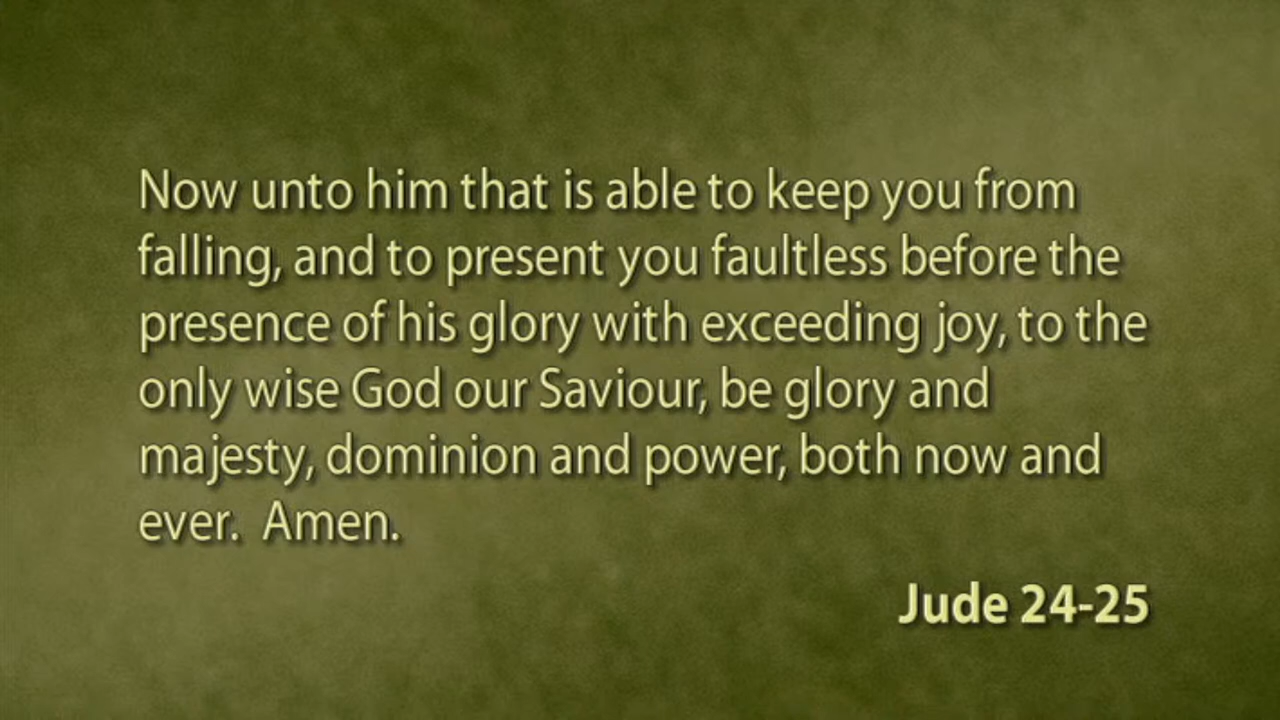 Now unto him that is able to keep you from
falling, and to present you faultless before the
presence of his glory with exceeding joy, to the
only wise God our Saviour, be glory and
majesty, dominion and power, both now and
ever.  Amen.
Jude 24-25